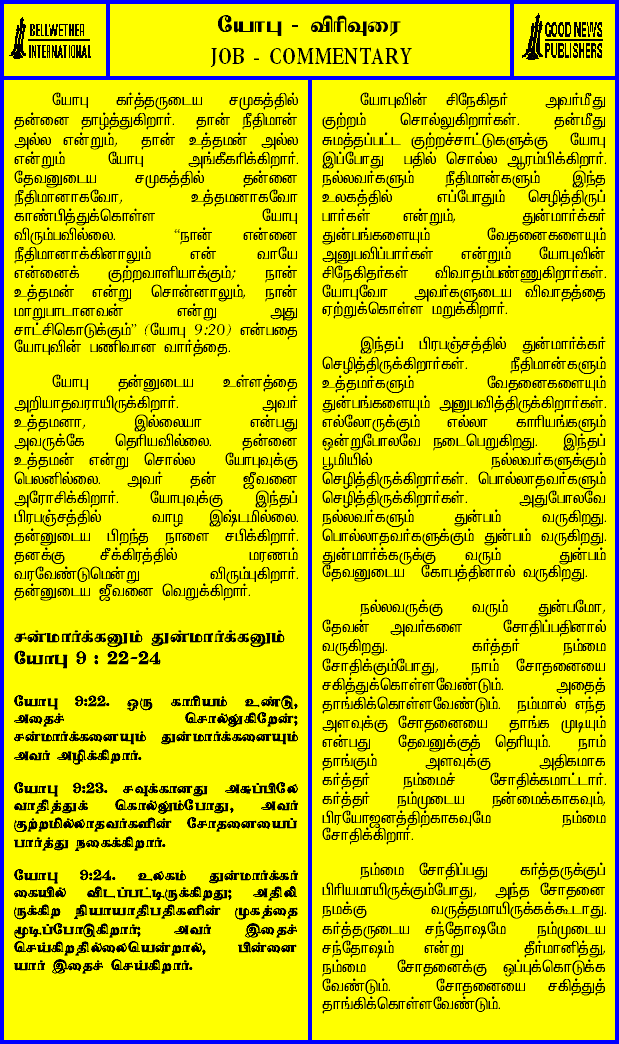 BELLWETHER
INTERNATIONAL
யோபு - விரிவுரை
JOB - COMMENTARY
GOOD NEWS
PUBLISHERS
யோபு கர்த்தருடைய சமுகத்தில்
தன்னை தாழ்த்துகிறார். தான் நீதிமான்
அல்ல என்றும், தான் உத்தமன் அல்ல
என்றும் யோபு அங்கீகரிக்கிறார்.
தேவனுடைய சமுகத்தில் தன்னை
நீதிமானாகவோ, உத்தமனாகவோ
காண்பித்துக்கொள்ள யோபு
விரும்பவில்லை. “நான் என்னை
நீதிமானாக்கினாலும் என் வாயே
என்னைக் குற்றவாளியாக்கும்; நான்
உத்தமன் என்று சொன்னாலும், நான்
மாறுபாடானவன் என்று அது
சாட்சிகொடுக்கும்” (யோபு 9:20) என்பதை
யோபுவின் பணிவான வார்த்தை.
யோபு தன்னுடைய உள்ளத்தை
அறியாதவராயிருக்கிறார். அவர்
உத்தமனா, இல்லையா என்பது
அவருக்கே தெரியவில்லை. தன்னை
உத்தமன் என்று சொல்ல யோபுவுக்கு
பெலனில்லை. அவர் தன் ஜீவனை
அரோசிக்கிறார். யோபுவுக்கு இந்தப்
பிரபஞ்சத்தில் வாழ இஷ்டமில்லை.
தன்னுடைய பிறந்த நாளை சபிக்கிறார்.
தனக்கு சீக்கிரத்தில் மரணம்
வரவேண்டுமென்று விரும்புகிறார்.
தன்னுடைய ஜீவனை வெறுக்கிறார்.
சன்மார்க்கனும் துன்மார்க்கனும்
யோபு 9 : 22-24
யோபு 9:22. ஒரு காரியம் உண்டு,
அதைச் சொல்லுகிறேன்;
சன்மார்க்கனையும் துன்மார்க்கனையும்
அவர் அழிக்கிறார்.
யோபு 9:23. சவுக்கானது அசுப்பிலே
வாதித்துக் கொல்லும்போது, அவர்
குற்றமில்லாதவர்களின் சோதனையைப்
பார்த்து நகைக்கிறார்.
யோபு 9:24. உலகம் துன்மார்க்கர்
கையில் விடப்பட்டிருக்கிறது; அதிலி
ருக்கிற நியாயாதிபதிகளின் முகத்தை
மூடிப்போடுகிறார்; அவர் இதைச்
செய்கிறதில்லையென்றால், பின்னை
யார் இதைச் செய்கிறார்.
யோபுவின் சிநேகிதர் அவர்மீது
குற்றம் சொல்லுகிறார்கள். தன்மீது
சுமத்தப்பட்ட குற்றச்சாட்டுகளுக்கு யோபு
இப்போது பதில் சொல்ல ஆரம்பிக்கிறார்.
நல்லவர்களும் நீதிமான்களும் இந்த
உலகத்தில் எப்போதும் செழித்திருப்
பார்கள் என்றும், துன்மார்க்கர்
துன்பங்களையும் வேதனைகளையும்
அனுபவிப்பார்கள் என்றும் யோபுவின்
சிநேகிதர்கள் விவாதம்பண்ணுகிறார்கள்.
யோபுவோ அவர்களுடைய விவாதத்தை
ஏற்றுக்கொள்ள மறுக்கிறார்.
இந்தப் பிரபஞ்சத்தில் துன்மார்க்கர்
செழித்திருக்கிறார்கள். நீதிமான்களும்
உத்தமர்களும் வேதனைகளையும்
துன்பங்களையும் அனுபவித்திருக்கிறார்கள்.
எல்லோருக்கும் எல்லா காரியங்களும்
ஒன்றுபோலவே நடைபெறுகிறது. இந்தப்
பூமியில் நல்லவர்களுக்கும்
செழித்திருக்கிறார்கள். பொல்லாதவர்களும்
செழித்திருக்கிறார்கள். அதுபோலவே
நல்லவர்களும் துன்பம் வருகிறது.
பொல்லாதவர்களுக்கும் துன்பம் வருகிறது.
துன்மார்க்கருக்கு வரும் துன்பம்
தேவனுடைய கோபத்தினால் வருகிறது.
நல்லவருக்கு வரும் துன்பமோ,
தேவன் அவர்களை சோதிப்பதினால்
வருகிறது. கர்த்தர் நம்மை
சோதிக்கும்போது, நாம் சோதனையை
சகித்துக்கொள்ளவேண்டும். அதைத்
தாங்கிக்கொள்ளவேண்டும். நம்மால் எந்த
அளவுக்கு சோதனையை தாங்க முடியும்
என்பது தேவனுக்குத் தெரியும். நாம்
தாங்கும் அளவுக்கு அதிகமாக
கர்த்தர் நம்மைச் சோதிக்கமாட்டார்.
கர்த்தர் நம்முடைய நன்மைக்காகவும்,
பிரயோஜனத்திற்காகவுமே நம்மை
சோதிக்கிறார்.
நம்மை சோதிப்பது கர்த்தருக்குப்
பிரியமாயிருக்கும்போது, அந்த சோதனை
நமக்கு வருத்தமாயிருக்கக்கூடாது.
கர்த்தருடைய சந்தோஷமே நம்முடைய
சந்தோஷம் என்று தீர்மானித்து,
நம்மை சோதனைக்கு ஒப்புக்கொடுக்க
வேண்டும். சோதனையை சகித்துத்
தாங்கிக்கொள்ளவேண்டும்.